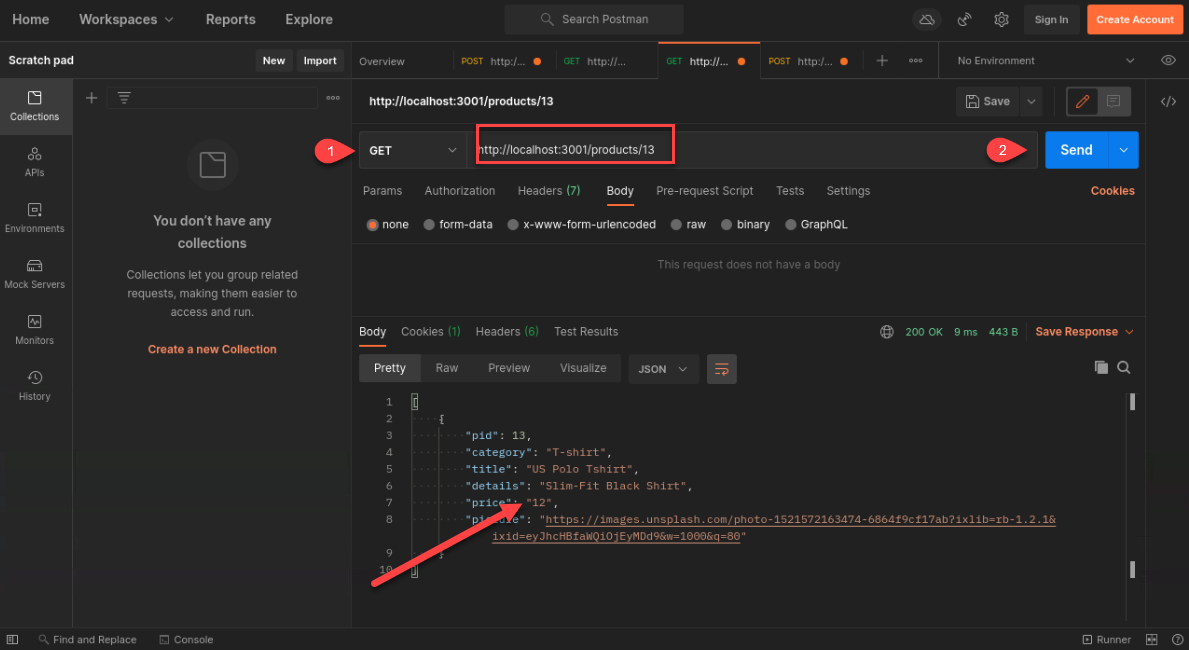 Home Workspaces Reports Explore Search Postman Sign In Create Account
Scratch pad New Import Overview POST http:/... GET http://... GET http://... POST http:/... No Environment
Collections
APIs
Environments
Mock Servers
Monitors
History
You don't have any
collections
Collections let you group related
requests, making them easier to
access and run.
Create a new Collection
http://localhost:3001/products/13 Save
1 GET http://localhost:3001/products/13 2 Send
Params Authorization Headers (7) Body Pre-request Script Tests Settings Cookies
none form-data x-www-form-urlencoded raw binary GraphQL
This request does not have a body
Body Cookies (1) Headers (6) Test Results 200 OK 9 ms 443 B Save Response
Pretty Raw Preview Visualize JSON
1 [
2 {
3 "pid": 13,
4 "category": "T-shirt",
5 "title": "US Polo Tshirt",
6 "details": "Slim-Fit Black Shirt",
7 "price": "12",
8 "picture": "https://images.unsplash.com/photo-1521572163474-6864f9cf17ab?ixlib=rb-1.2.1&
ixid=eyJhcHBfaWQiOjEyMDd9&w=1000&q=80"
9 }
10 ]
Find and Replace Console Runner